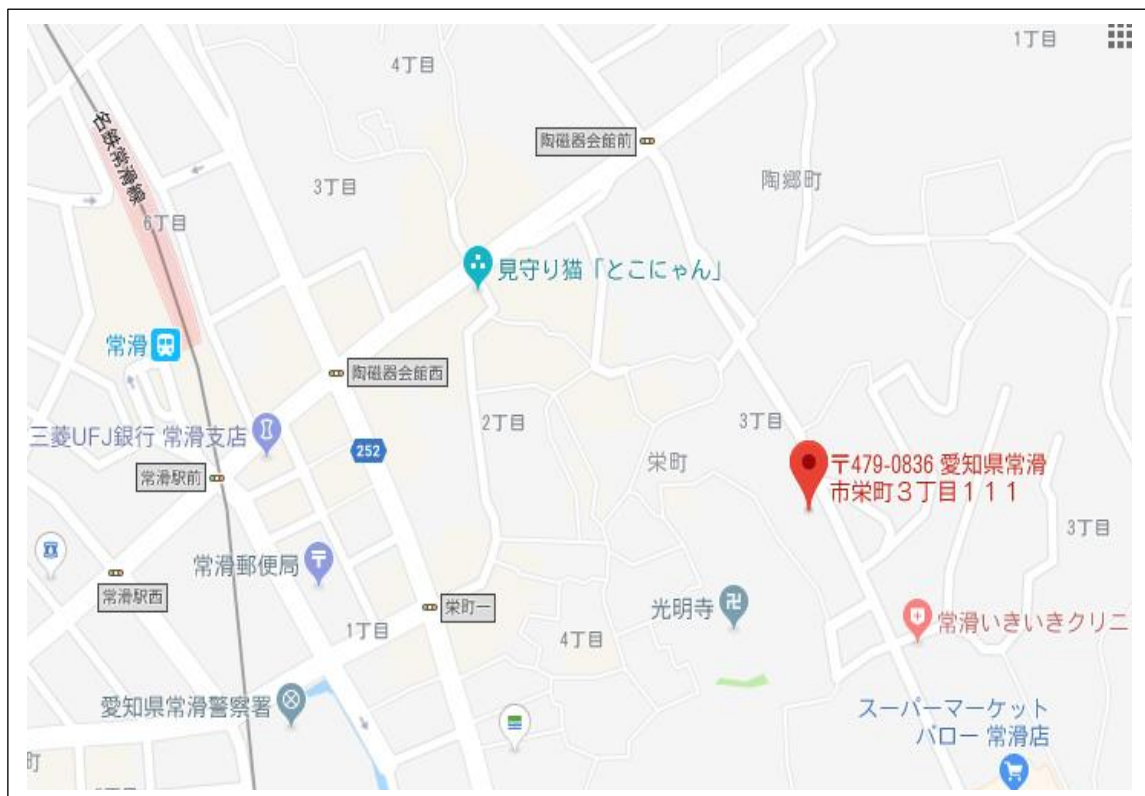 1丁目
4丁目
陶磁器会館前
名鉄常滑線
3丁目
陶郷町
6丁目
見守り猫「とこにゃん」
常滑
陶磁器会館西
2丁目
3丁目
三菱UFJ銀行 常滑支店
252
栄町
〒479-0836 愛知県常滑
市栄町３丁目１１１
常滑駅前
3丁目
常滑郵便局
常滑駅西
栄町一
光明寺
1丁目
4丁目
常滑いきいきクリニ
愛知県常滑警察署
スーパーマーケット
バロー 常滑店
町